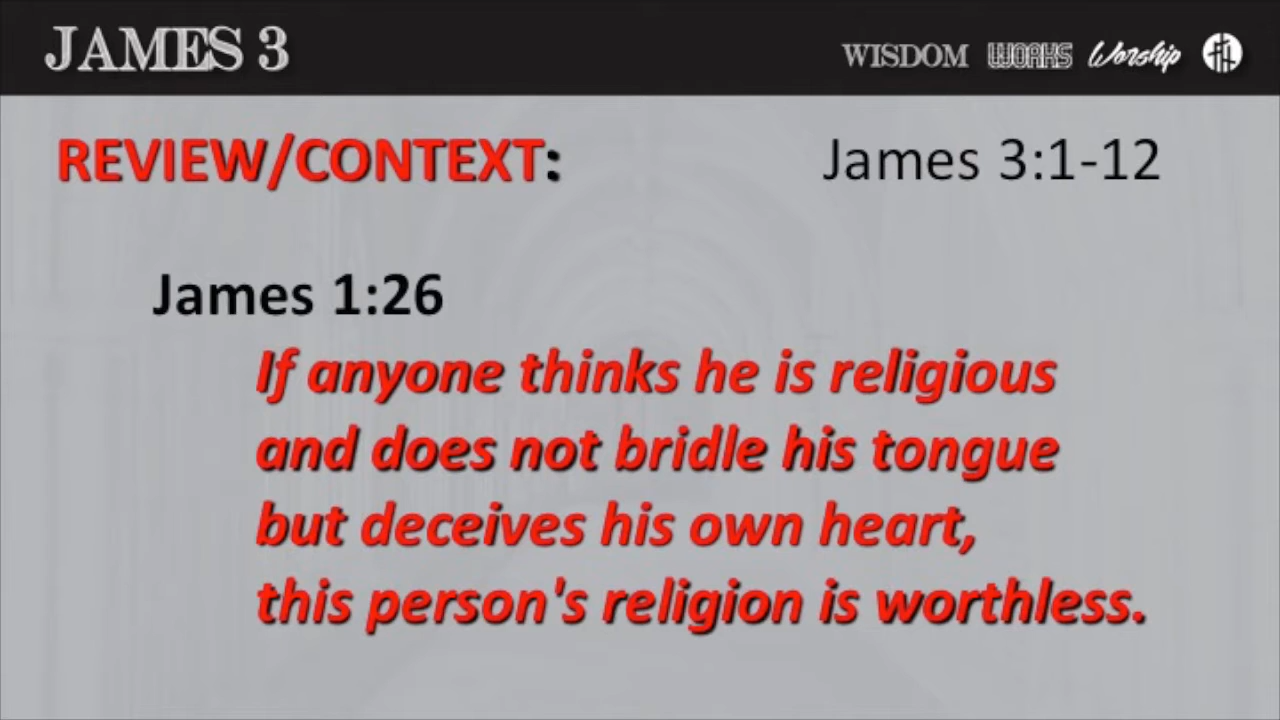 JAMES 3
WISDOM WORKS Worship
REVIEW/CONTEXT: James 3:1-12
James 1:26
If anyone thinks he is religious
and does not bridle his tongue
but deceives his own heart,
this person's religion is worthless.